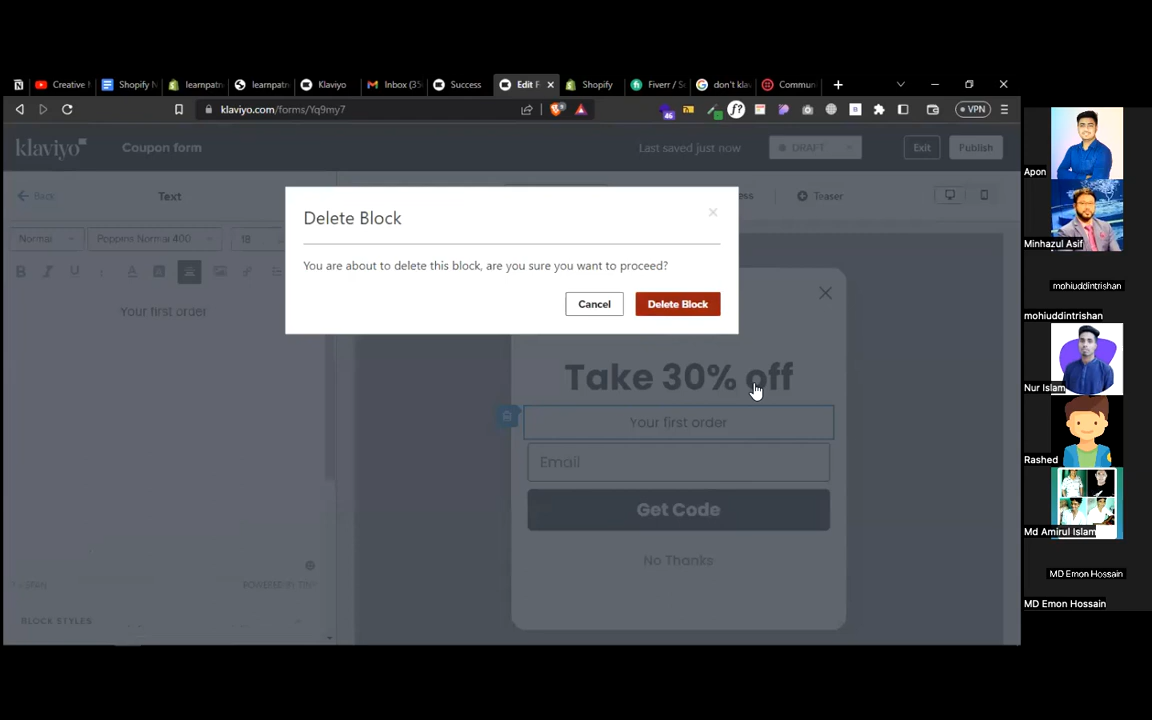 Creative
Shopify N
learnpatr
learnpatr
Klaviyo
Inbox (35
Success
Edit F
Shopify
Fiverr / Se
don't klav
Commun
klaviyo.com/forms/Yq9my7
46
f?
VPN
klaviyo
Coupon form
Last saved just now
DRAFT
Exit
Publish
Back
Text
ess
Teaser
Normal
Poppins Normal 400
18
B
I
U
A
Your first order
Delete Block
You are about to delete this block, are you sure you want to proceed?
Cancel
Delete Block
Take 30% off
Your first order
Email
Get Code
No Thanks
BLOCK STYLES
Apon
Minhazul Asif
mohiuddintrishan
mohiuddintrishan
Nur Islam
Rashed
Md Amirul Islam
MD Emon Hossain
MD Emon Hossain